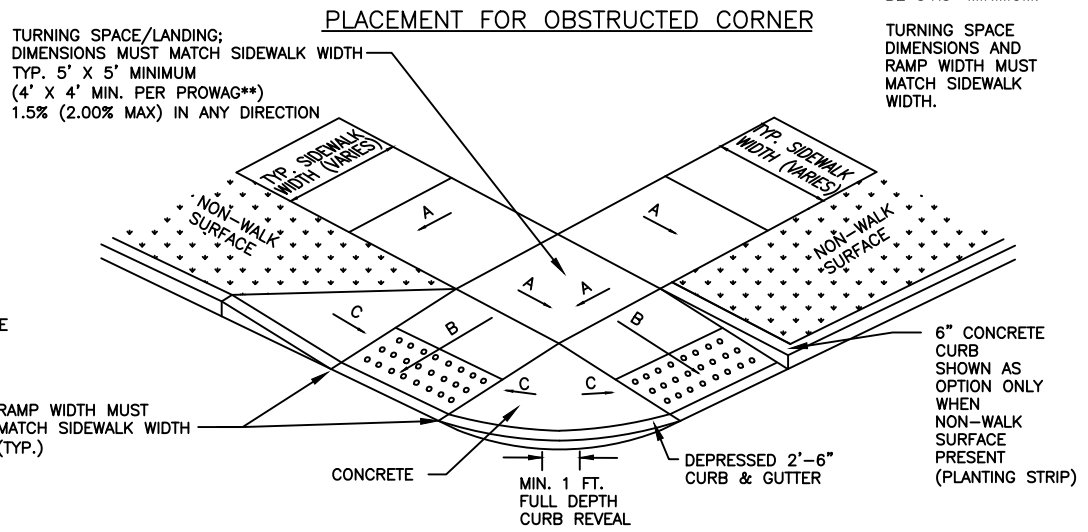 PLACEMENT FOR OBSTRUCTED CORNER
TURNING SPACE/LANDING;
DIMENSIONS MUST MATCH SIDEWALK WIDTH
TYP. 5' X 5' MINIMUM
(4' X 4' MIN. PER PROWAG**)
1.5% (2.00% MAX) IN ANY DIRECTION
TURNING SPACE
DIMENSIONS AND
RAMP WIDTH MUST
MATCH SIDEWALK
WIDTH.
TYP. SIDEWALK
WIDTH (VARIES)
TYP. SIDEWALK
WIDTH (VARIES)
NON-WALK
SURFACE
NON-WALK
SURFACE
A
A
A
A
C
B
B
C
C
RAMP WIDTH MUST
MATCH SIDEWALK WIDTH
(TYP.)
CONCRETE
MIN. 1 FT.
FULL DEPTH
CURB REVEAL
DEPRESSED 2'-6"
CURB & GUTTER
6" CONCRETE
CURB
SHOWN AS
OPTION ONLY
WHEN
NON-WALK
SURFACE
PRESENT
(PLANTING STRIP)